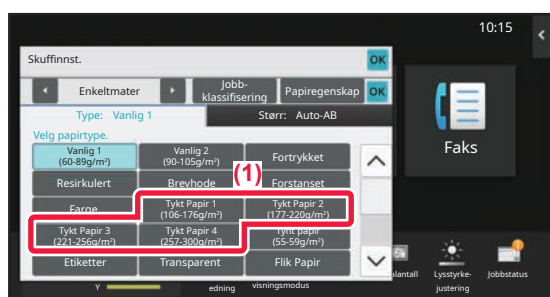 10:15
Skuffinnst.
OK
Enkeltmater
Jobb-
klassifisering
Papiregenskap
OK
Type: Vanlig 1
Størr: Auto-AB
Velg papirtype.
Vanlig 1
(60-89g/m²)
Vanlig 2
(90-105g/m²)
Fortrykket
Resirkulert
Brevhode
(1)
Forstanset
Farge
Tykt Papir 1
(106-176g/m²)
Tykt Papir 2
(177-220g/m²)
Tykt Papir 3
(221-256g/m²)
Tykt Papir 4
(257-300g/m²)
Tynt papir
(55-59g/m²)
Etiketter
Transparent
Flik Papir
Faks
Y
edning
visningsmodus
alantall
Lysstyrke-
justering
Jobbstatus